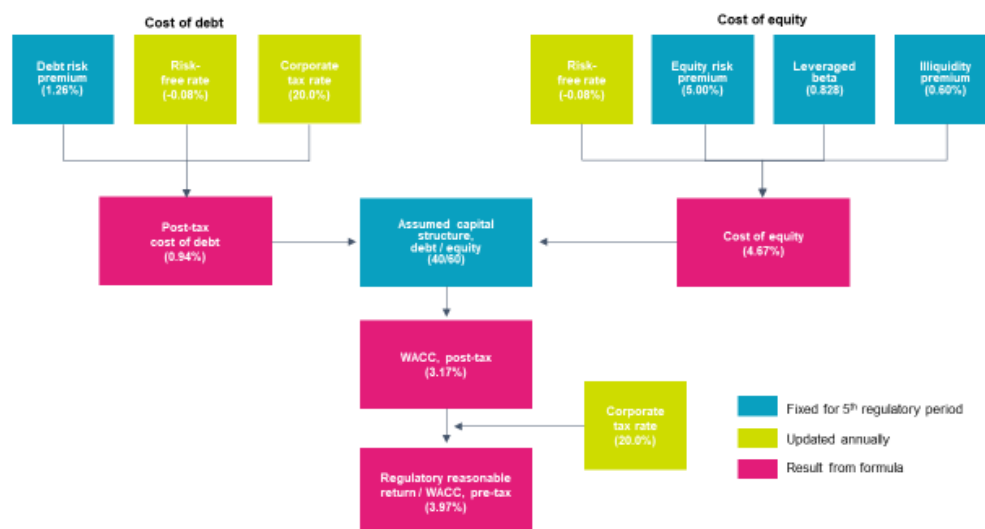 Cost of debt
Debt risk
premium
(1.26%)
Risk-
free rate
(-0.08%)
Corporate
tax rate
(20.0%)
Cost of equity
Risk-
free rate
(-0.08%)
Equity risk
premium
(5.00%)
Leveraged
beta
(0.828)
Illiquidity
premium
(0.60%)
Post-tax
cost of debt
(0.94%)
Assumed capital
structure,
debt / equity
(40/60)
Cost of equity
(4.67%)
WACC, post-tax
(3.17%)
Corporate
tax rate
(20.0%)
Regulatory reasonable
return / WACC, pre-tax
(3.97%)
Fixed for 5th regulatory period
Updated annually
Result from formula